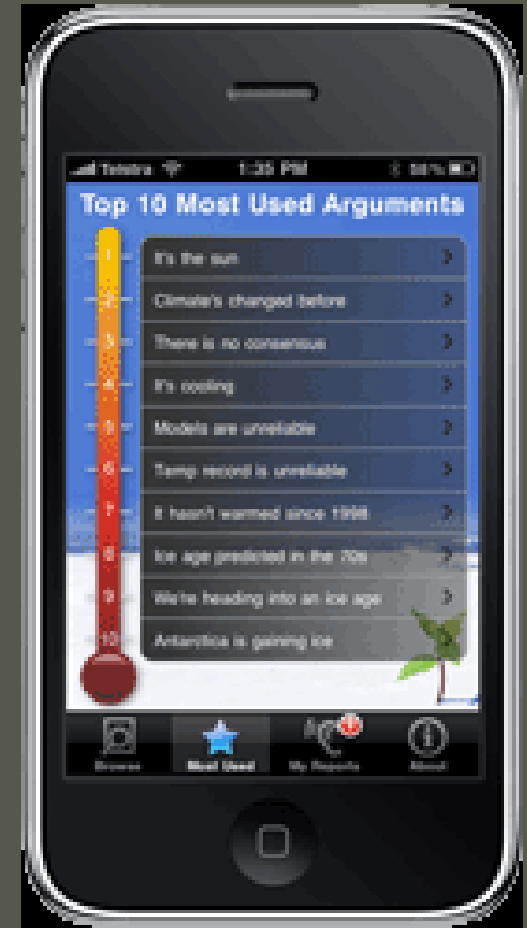 Telstra 1:35 PM 58%
Top 10 Most Used Arguments
1 It's the sun
2 Climate's changed before
3 There is no consensus
4 It's cooling
5 Models are unreliable
6 Temp record is unreliable
7 It hasn't warmed since 1998
8 Ice age predicted in the 70s
9 We're heading into an ice age
10 Antarctica is gaining ice
Browse Most Used My Reports About